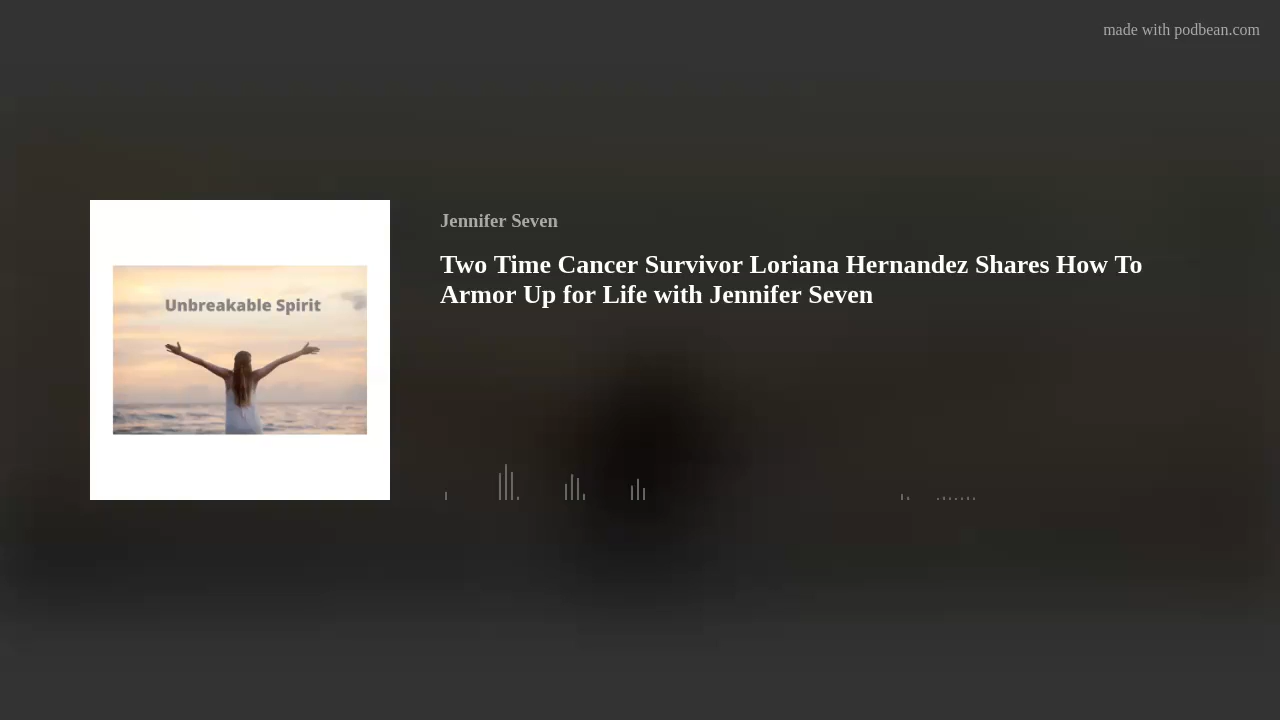 made with podbean.com
Jennifer Seven
Two Time Cancer Survivor Loriana Hernandez Shares How To
Armor Up for Life with Jennifer Seven
Unbreakable Spirit